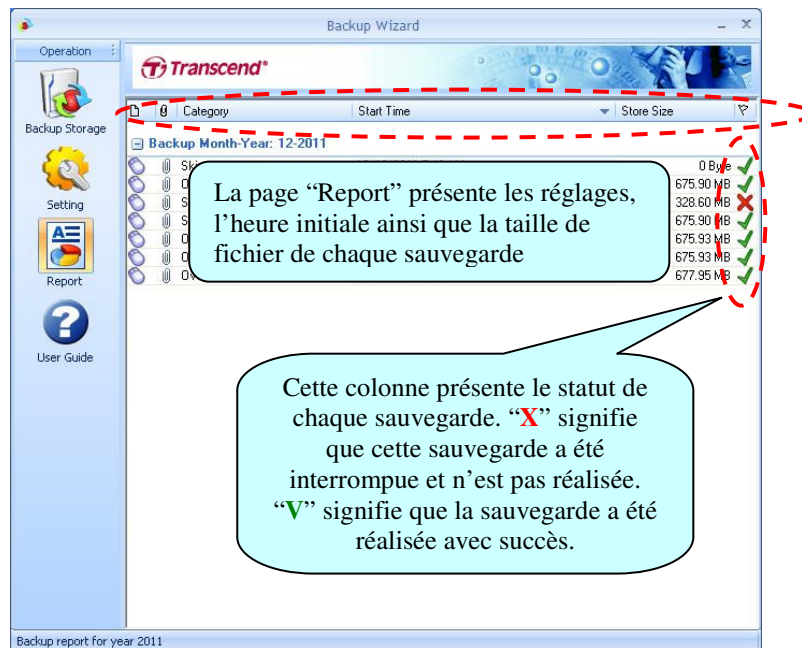 Backup Wizard
Operation
Transcend®
Backup Storage
Setting
Report
User Guide
Category Start Time Store Size
Backup Month-Year: 12-2011
0 Byte
675.90 MB
328.60 MB
675.90 MB
675.93 MB
675.93 MB
677.95 MB
La page “Report” présente les réglages,
l’heure initiale ainsi que la taille de
fichier de chaque sauvegarde
Cette colonne présente le statut de
chaque sauvegarde. “X” signifie
que cette sauvegarde a été
interrompue et n’est pas réalisée.
“V” signifie que la sauvegarde a été
réalisée avec succès.
Backup report for year 2011